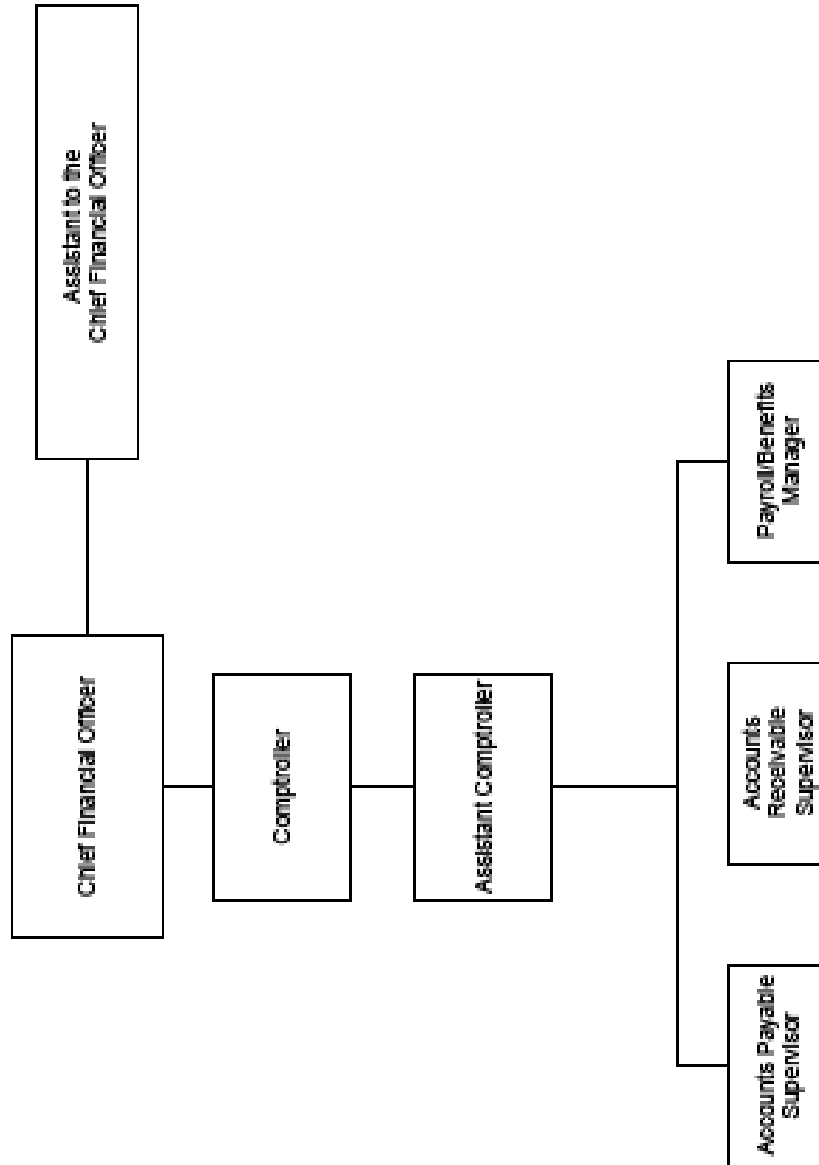 Assistant to the
Chief Financial Officer
Chief Financial Officer
Comptroller
Assistant Comptroller
Accounts Payable
Supervisor
Accounts
Receivable
Supervisor
Payroll/Benefits
Manager